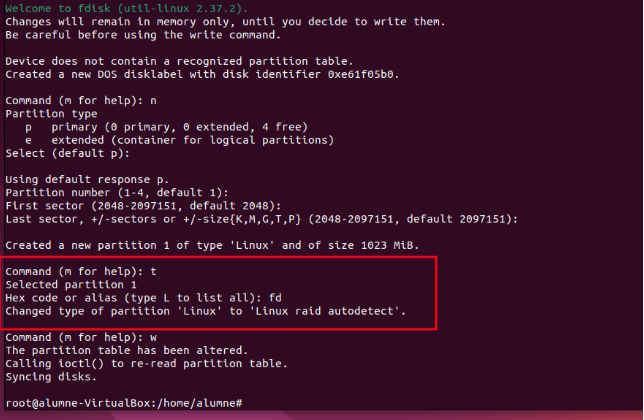 Welcome to fdisk (util-linux 2.37.2).
Changes will remain in memory only, until you decide to write them.
Be careful before using the write command.
Device does not contain a recognized partition table.
Created a new DOS disklabel with disk identifier 0xe61f05b0.
Command (m for help): n
Partition type
   p   primary (0 primary, 0 extended, 4 free)
   e   extended (container for logical partitions)
Select (default p):
Using default response p.
Partition number (1-4, default 1):
First sector (2048-2097151, default 2048):
Last sector, +/-sectors or +/-size{K,M,G,T,P} (2048-2097151, default 2097151):
Created a new partition 1 of type 'Linux' and of size 1023 MiB.
Command (m for help): t
Selected partition 1
Hex code or alias (type L to list all): fd
Changed type of partition 'Linux' to 'Linux raid autodetect'.
Command (m for help): w
The partition table has been altered.
Calling ioctl() to re-read partition table.
Syncing disks.
root@alumne-VirtualBox:/home/alumne#